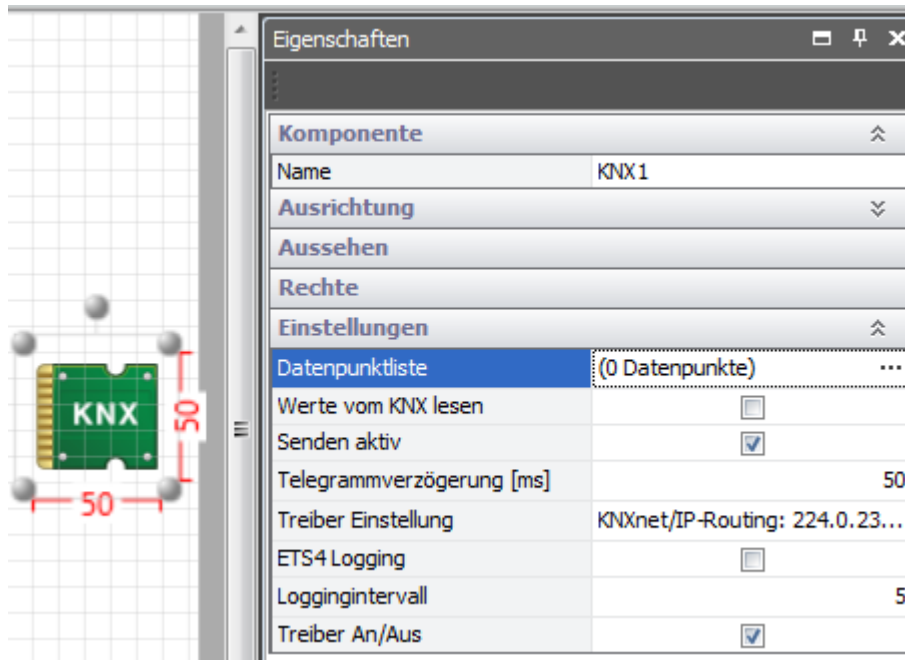 Eigenschaften
Komponente
Name KNX1
Ausrichtung
Aussehen
Rechte
Einstellungen
Datenpunktliste (0 Datenpunkte) ...
Werte vom KNX lesen
Senden aktiv
Telegrammverzögerung [ms] 50
Treiber Einstellung KNXnet/IP-Routing: 224.0.23...
ETS4 Logging
Loggingintervall 5
Treiber An/Aus
KNX
50
50